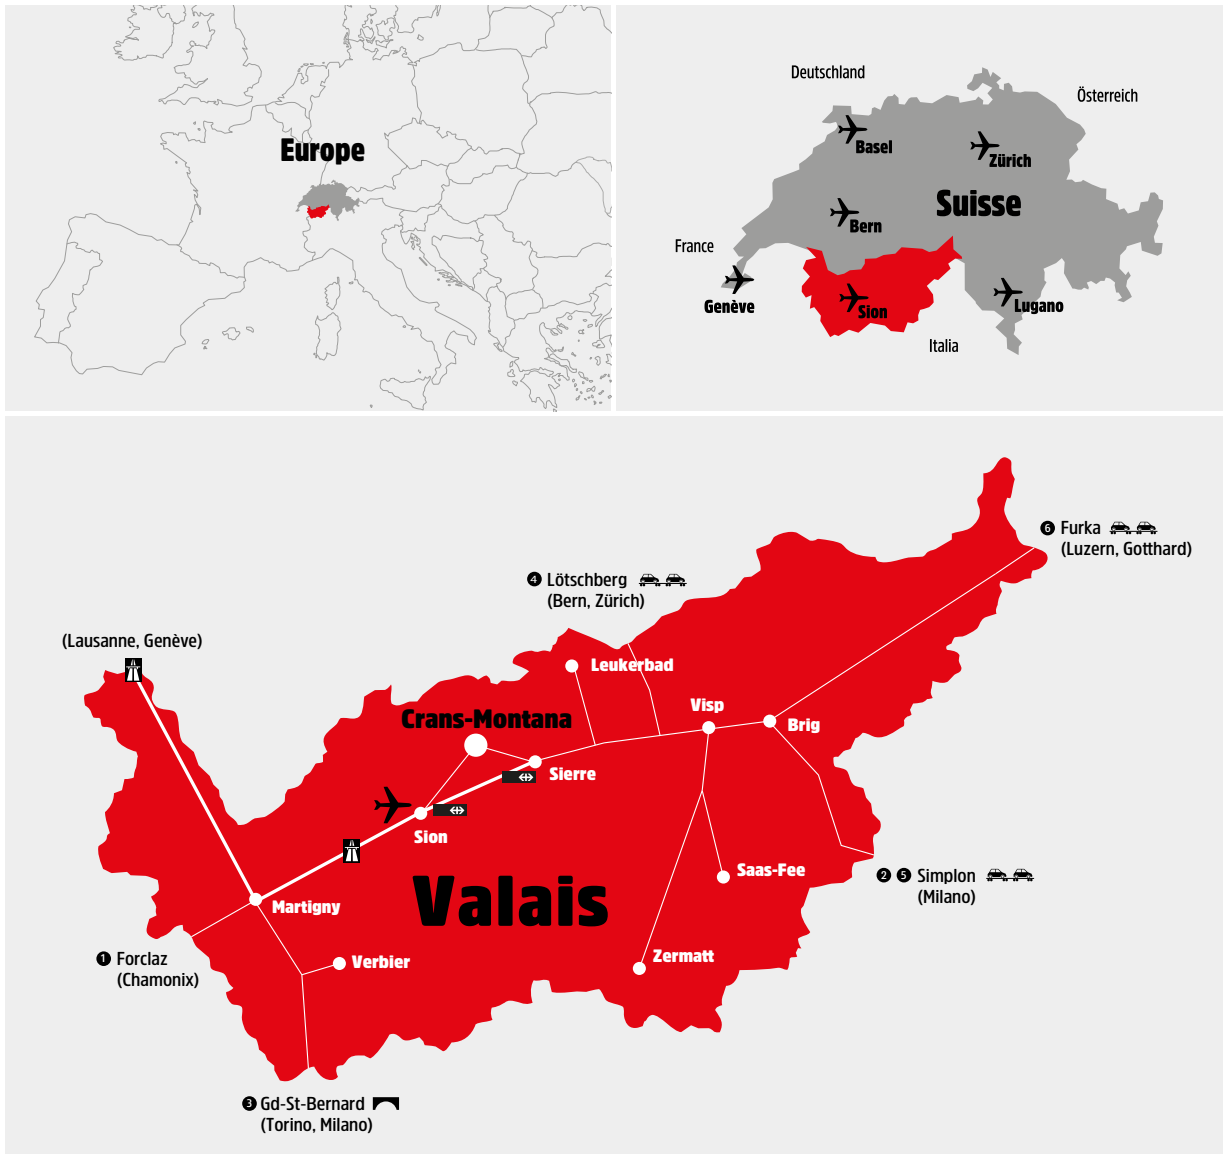 Europe
Deutschland
Österreich
Basel
Zürich
Suisse
Bern
France
Genève
Sion
Lugano
Italia
❻ Furka
(Luzern, Gotthard)
❹ Lötschberg
(Bern, Zürich)
(Lausanne, Genève)
Leukerbad
Visp
Crans-Montana
Brig
Sierre
Sion
Saas-Fee
❷ ❺ Simplon
(Milano)
Valais
Martigny
Zermatt
Verbier
❶ Forclaz
(Chamonix)
❸ Gd-St-Bernard
(Torino, Milano)